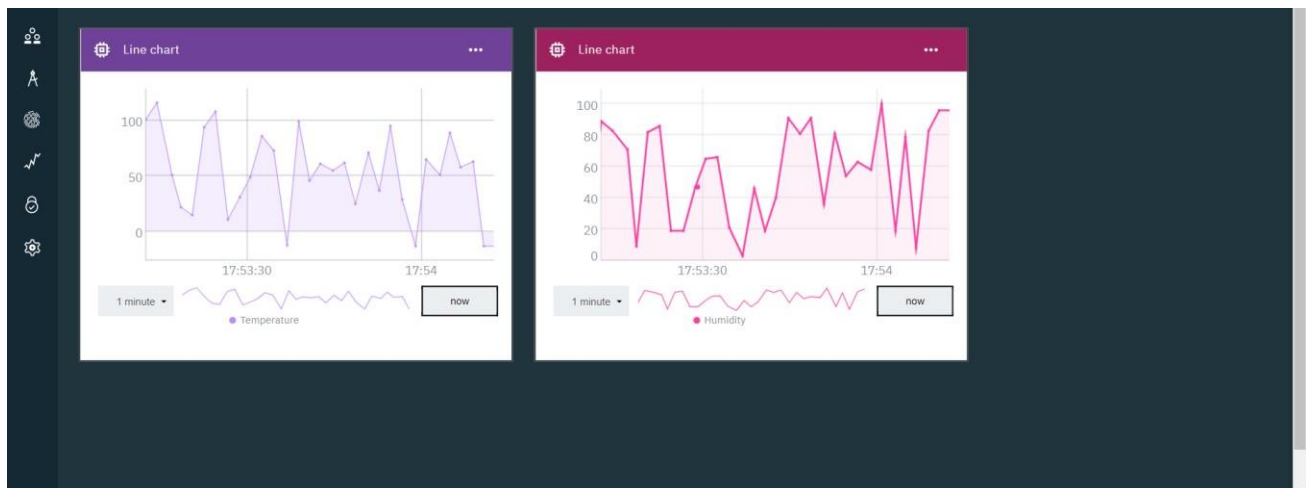 Line chart
100
50
0
17:53:30 17:54
1 minute
now
Temperature
Line chart
100
80
60
40
20
0
17:53:30 17:54
1 minute
now
Humidity